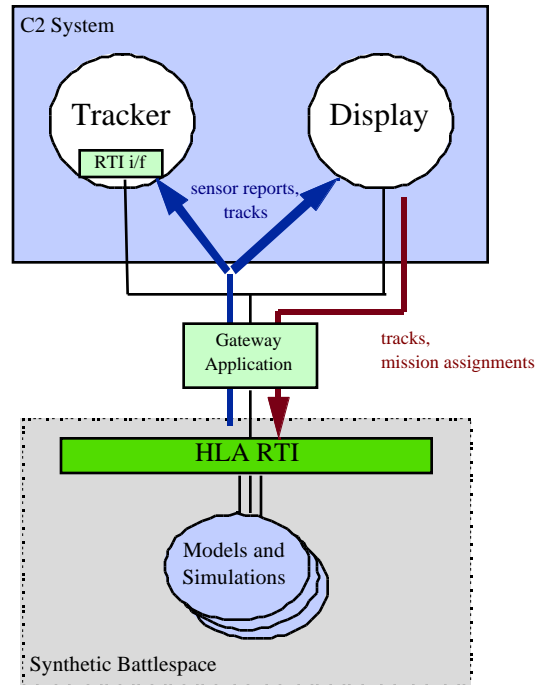 C2 System
Tracker
Display
RTI i/f
sensor reports,
tracks
Gateway
Application
tracks,
mission assignments
HLA RTI
Models and
Simulations
Synthetic Battlespace